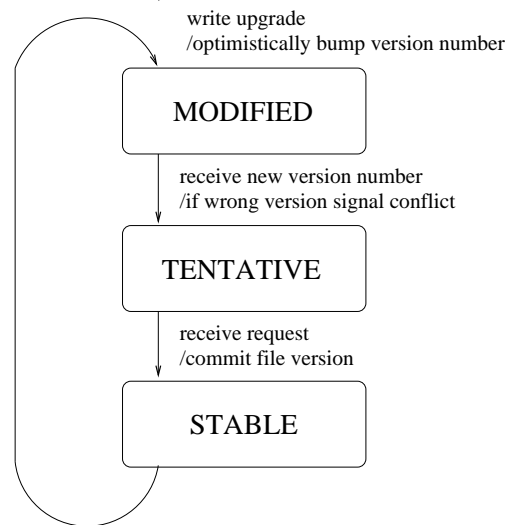 write upgrade
/optimistically bump version number
MODIFIED
receive new version number
/if wrong version signal conflict
TENTATIVE
receive request
/commit file version
STABLE